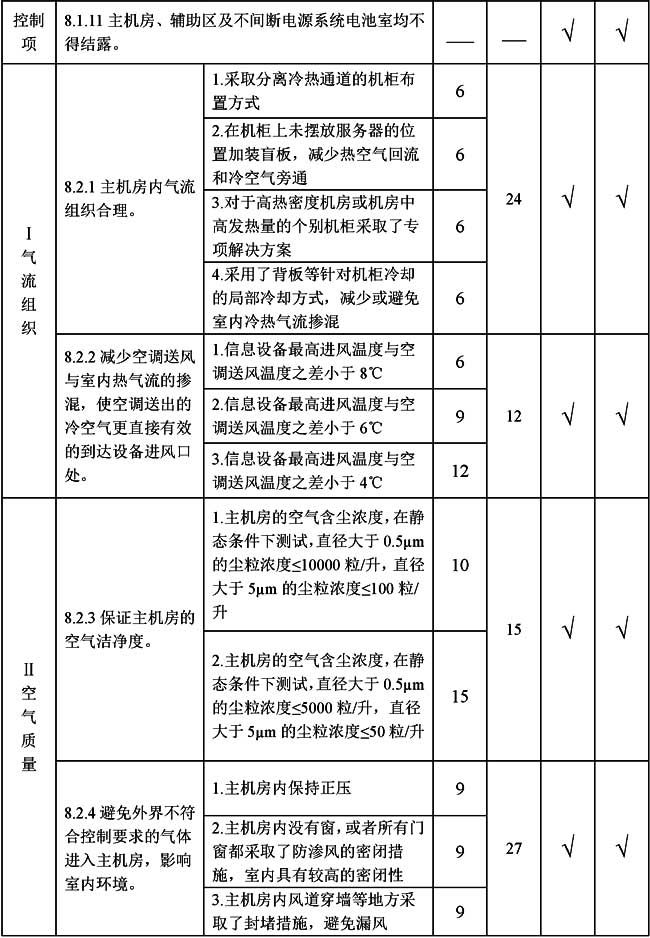 控制项
8.1.11 主机房、辅助区及不间断电源系统电池室均不
得结露。
— — √ √
Ⅰ气流组织
8.2.1 主机房内气流
组织合理。
1.采取分离冷热通道的机柜布
置方式
6
2.在机柜上未摆放服务器的位
置加装盲板，减少热空气回流
和冷空气旁通
6
3.对于高热密度机房或机房中
高发热量的个别机柜采取了专
项解决方案
6
4.采用了背板等针对机柜冷却
的局部冷却方式，减少或避免
室内冷热气流掺混
6
24 √ √
8.2.2 减少空调送风
与室内热气流的掺
混，使空调送出的
冷空气更直接有效
的到达设备进风口
处。
1.信息设备最高进风温度与空
调送风温度之差小于 8℃
6
2.信息设备最高进风温度与空
调送风温度之差小于 6℃
9
3.信息设备最高进风温度与空
调送风温度之差小于 4℃
12
12 √ √
Ⅱ空气质量
8.2.3 保证主机房的
空气洁净度。
1.主机房的空气含尘浓度，在静
态条件下测试，直径大于 0.5μm
的尘粒浓度≤10000 粒/升，直径
大于 5μm 的尘粒浓度≤100 粒/
升
10
2.主机房的空气含尘浓度，在静
态条件下测试，直径大于 0.5μm
的尘粒浓度≤5000 粒/升，直径
大于 5μm 的尘粒浓度≤50 粒/升
15
15 √ √
8.2.4 避免外界不符
合控制要求的气体
进入主机房，影响
室内环境。
1.主机房内保持正压
9
2.主机房内没有窗，或者所有门
窗都采取了防渗风的密闭措
施，室内具有较高的密闭性
9
3.主机房内风道穿墙等地方采
取了封堵措施，避免漏风
9
27 √ √